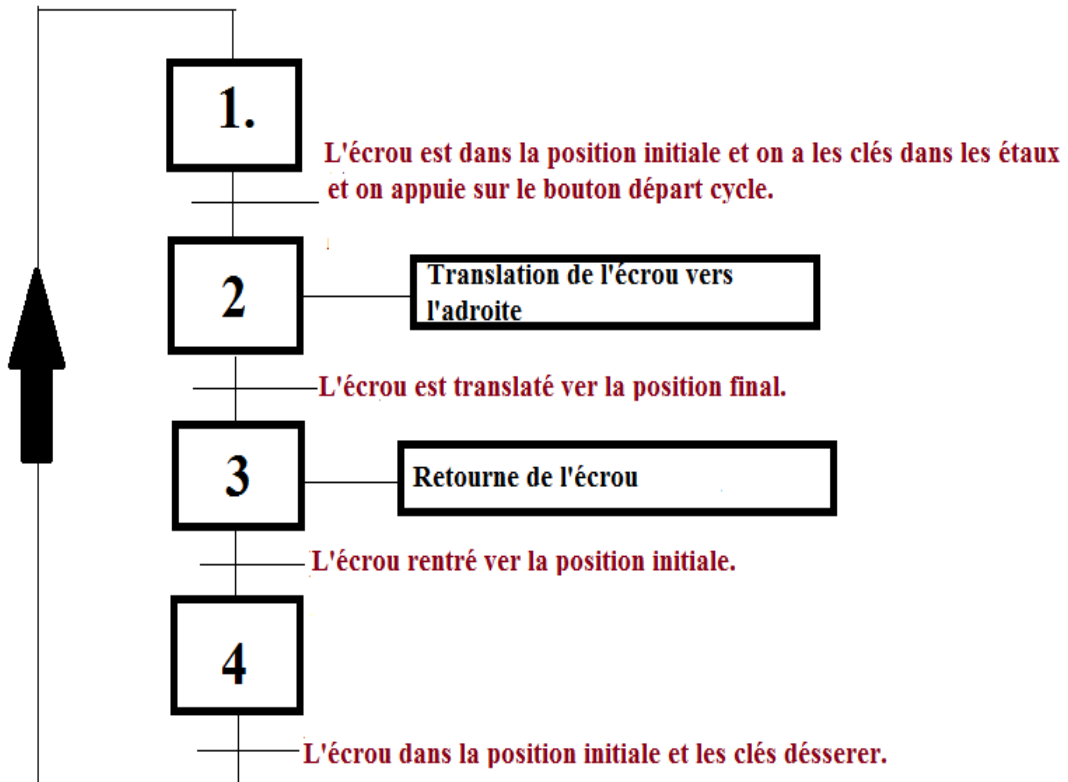 1.
L'écrou est dans la position initiale et on a les clés dans les étaux
et on appuie sur le bouton départ cycle.
2
Translation de l'écrou vers
l'adroite
L'écrou est translaté ver la position final.
3
Retourne de l'écrou
L'écrou rentré ver la position initiale.
4
L'écrou dans la position initiale et les clés désserer.